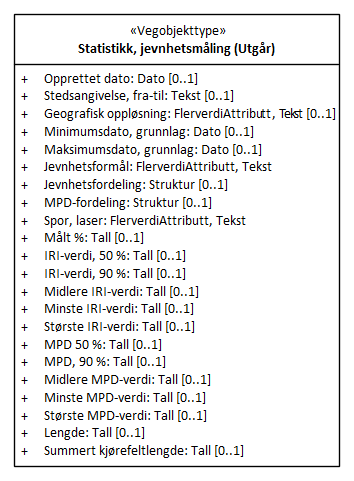 «Vegobjekttype»
Statistikk, jevnhetsmåling (Utgår)
+ Opprettet dato: Dato [0..1]
+ Stedsangivelse, fra-til: Tekst [0..1]
+ Geografisk oppløsning: FlerverdiAttributt, Tekst [0..1]
+ Minimumsdato, grunnlag: Dato [0..1]
+ Maksimumsdato, grunnlag: Dato [0..1]
+ Jevnhetsformål: FlerverdiAttributt, Tekst
+ Jevnhetsfordeling: Struktur [0..1]
+ MPD-fordeling: Struktur [0..1]
+ Spor, laser: FlerverdiAttributt, Tekst
+ Målt %: Tall [0..1]
+ IRI-verdi, 50 %: Tall [0..1]
+ IRI-verdi, 90 %: Tall [0..1]
+ Midlere IRI-verdi: Tall [0..1]
+ Minste IRI-verdi: Tall [0..1]
+ Største IRI-verdi: Tall [0..1]
+ MPD 50 %: Tall [0..1]
+ MPD, 90 %: Tall [0..1]
+ Midlere MPD-verdi: Tall [0..1]
+ Minste MPD-verdi: Tall [0..1]
+ Største MPD-verdi: Tall [0..1]
+ Lengde: Tall [0..1]
+ Summert kjørefeltlengde: Tall [0..1]